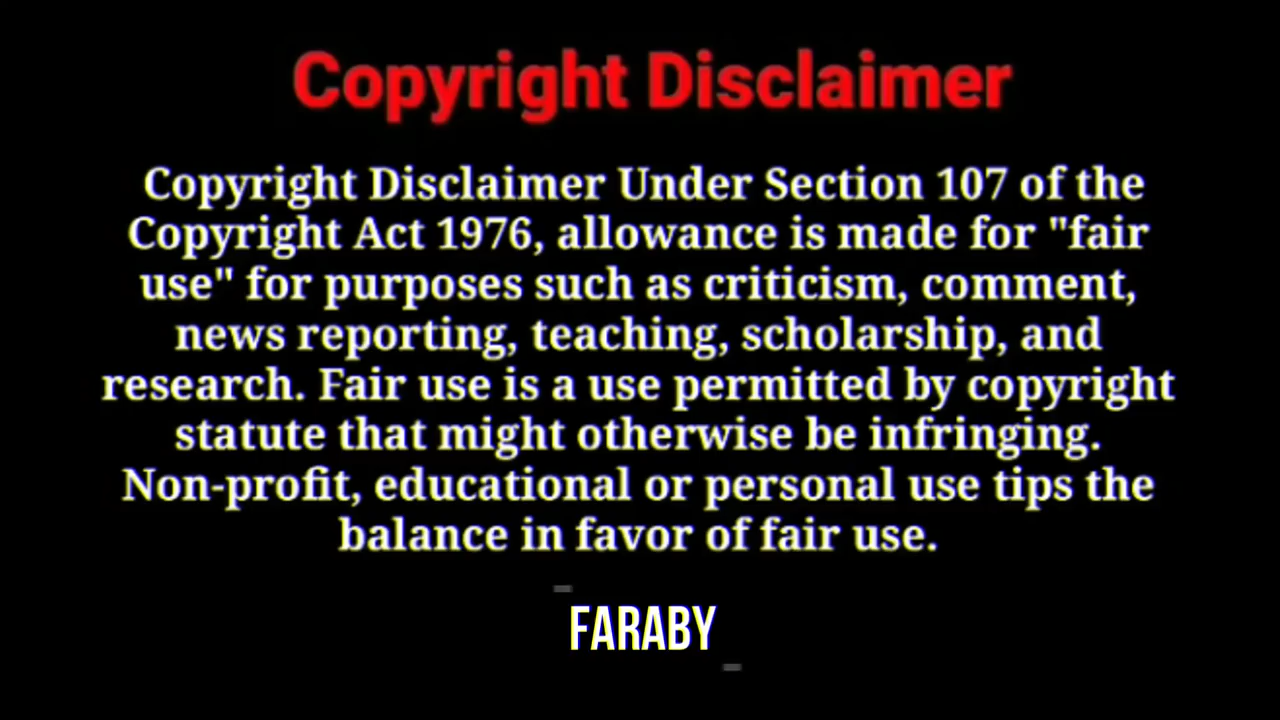 Copyright Disclaimer
Copyright Disclaimer Under Section 107 of the
Copyright Act 1976, allowance is made for "fair
use" for purposes such as criticism, comment,
news reporting, teaching, scholarship, and
research. Fair use is a use permitted by copyright
statute that might otherwise be infringing.
Non-profit, educational or personal use tips the
balance in favor of fair use.
FARABY